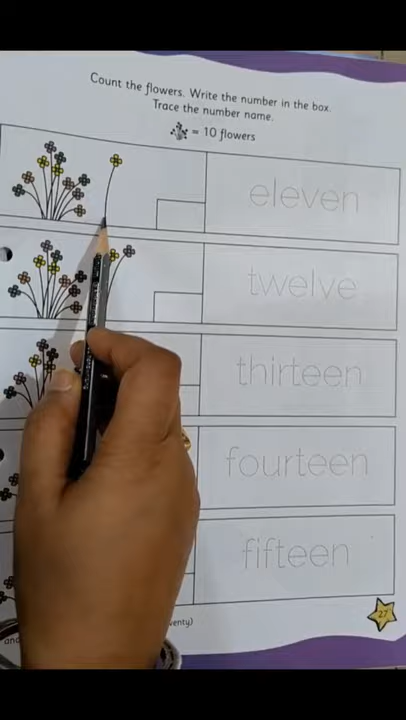 Count the flowers. Write the number in the box.
Trace the number name.
= 10 flowers
eleven
twelve
thirteen
fourteen
fifteen
27